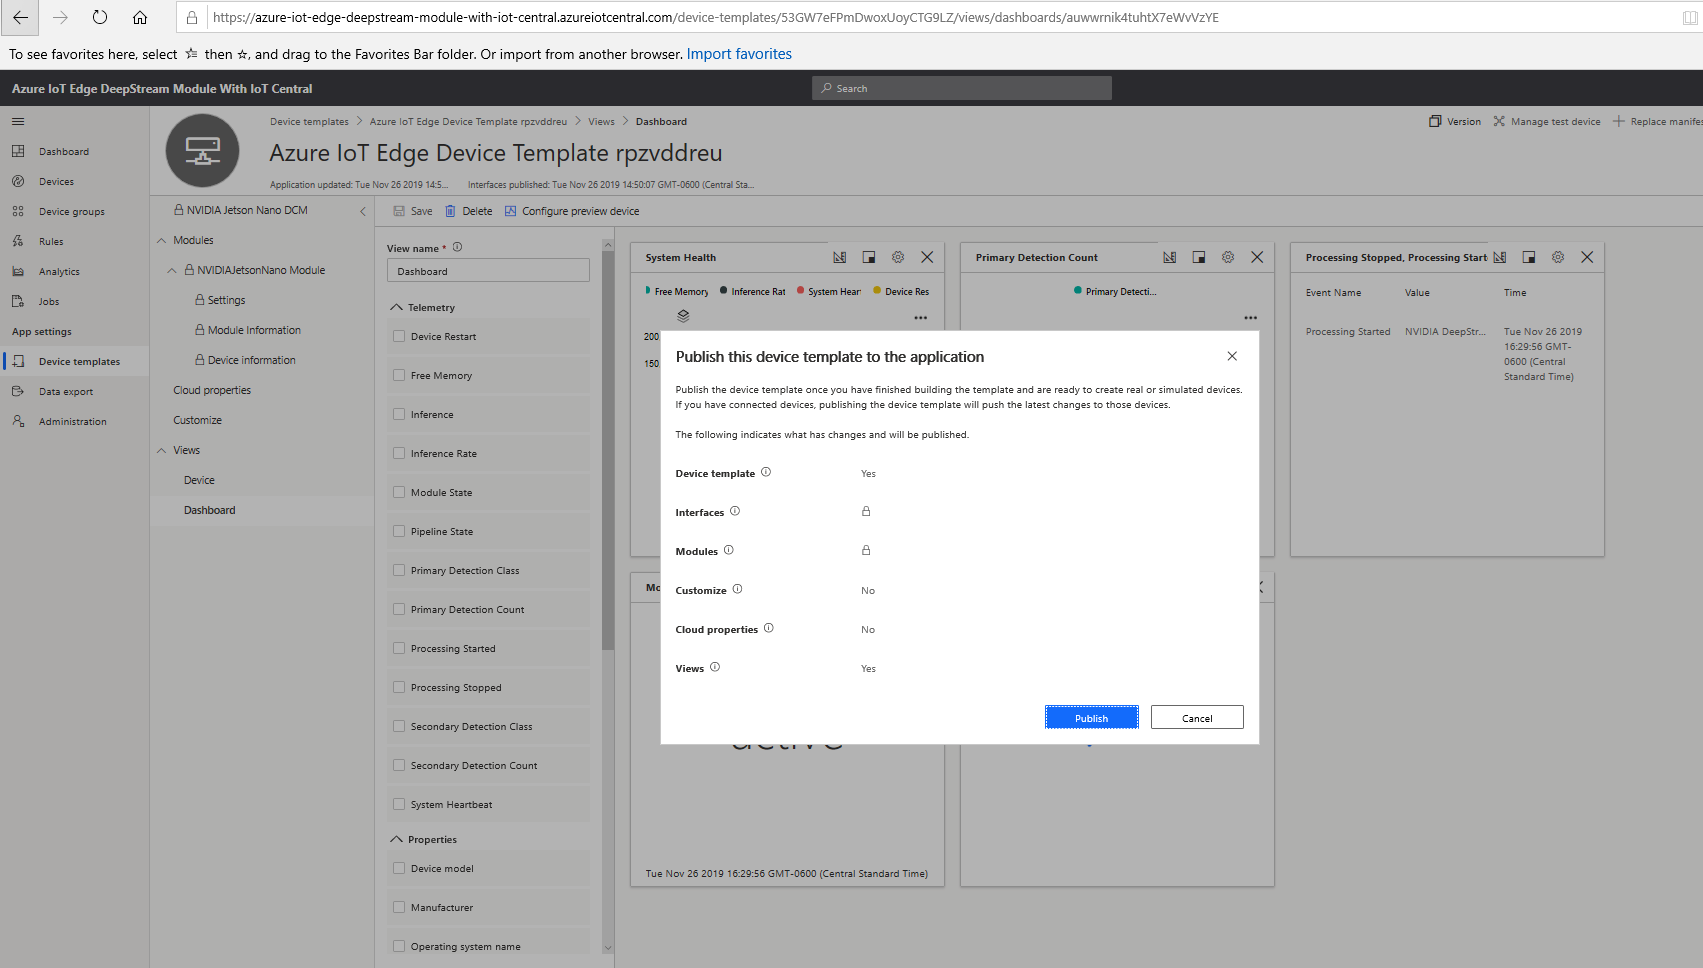 https://azure-iot-edge-deepstream-module-with-iot-central.azureiotcentral.com/device-templates/53GW7eFPmDwoxUoyCTG9LZ/views/dashboards/auwwrnik4tuhtX7eWvVzYE
To see favorites here, select then , and drag to the Favorites Bar folder. Or import from another browser. Import favorites
Azure IoT Edge DeepStream Module With IoT Central
Search
Dashboard
Devices
Device groups
Rules
Analytics
Jobs
App settings
Device templates
Data export
Administration
Device templates > Azure IoT Edge Device Template rpzvddreu > Views > Dashboard
Version
Manage test device
Replace manifes
Azure IoT Edge Device Template rpzvddreu
Application updated: Tue Nov 26 2019 14:5...
Interfaces published: Tue Nov 26 2019 14:50:07 GMT-0600 (Central Sta...
NVIDIA Jetson Nano DCM
Modules
NVIDIAJetsonNano Module
Settings
Module Information
Device information
Cloud properties
Customize
Views
Device
Dashboard
Save
Delete
Configure preview device
View name *
Dashboard
Telemetry
Device Restart
Free Memory
Inference
Inference Rate
Module State
Pipeline State
Primary Detection Class
Primary Detection Count
Processing Started
Processing Stopped
Secondary Detection Class
Secondary Detection Count
System Heartbeat
Properties
Device model
Manufacturer
Operating system name
System Health
Free Memory
Inference Rat
System Hear
Device Res
...
200
150
Primary Detection Count
Primary Detecti...
...
Processing Stopped, Processing Start
Event Name Value Time
Processing Started NVIDIA DeepStr... Tue Nov 26 2019
16:29:56 GMT-
0600 (Central
Standard Time)
Publish this device template to the application
Publish the device template once you have finished building the template and are ready to create real or simulated devices.
If you have connected devices, publishing the device template will push the latest changes to those devices.
The following indicates what has changes and will be published.
Device template Yes
Interfaces
Modules
Customize No
Cloud properties No
Views Yes
Publish
Cancel
Mo
active
Tue Nov 26 2019 16:29:56 GMT-0600 (Central Standard Time)